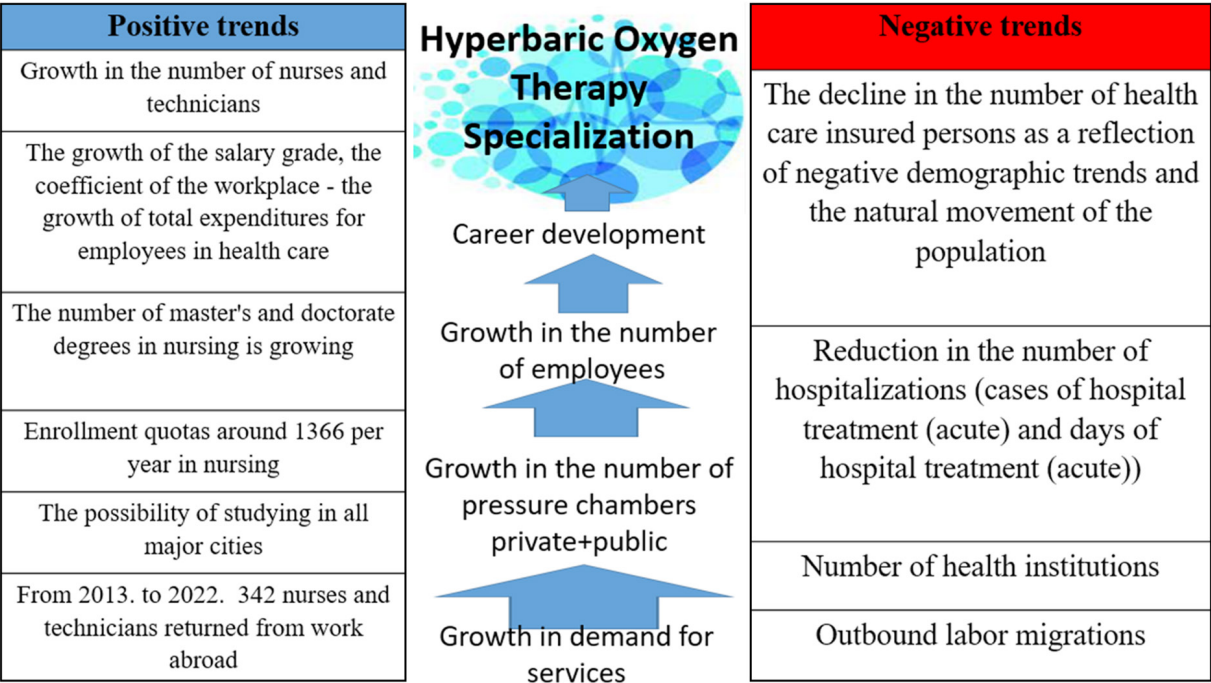 Positive trends
Growth in the number of nurses and
technicians
The growth of the salary grade, the
coefficient of the workplace - the
growth of total expenditures for
employees in health care
The number of master's and doctorate
degrees in nursing is growing
Enrollment quotas around 1366 per
year in nursing
The possibility of studying in all
major cities
From 2013. to 2022. 342 nurses and
technicians returned from work
abroad
Hyperbaric Oxygen
Therapy
Specialization
Career development
Growth in the number
of employees
Growth in the number of
pressure chambers
private+public
Growth in demand for
services
Negative trends
The decline in the number of health
care insured persons as a reflection
of negative demographic trends and
the natural movement of the
population
Reduction in the number of
hospitalizations (cases of hospital
treatment (acute) and days of
hospital treatment (acute))
Number of health institutions
Outbound labor migrations